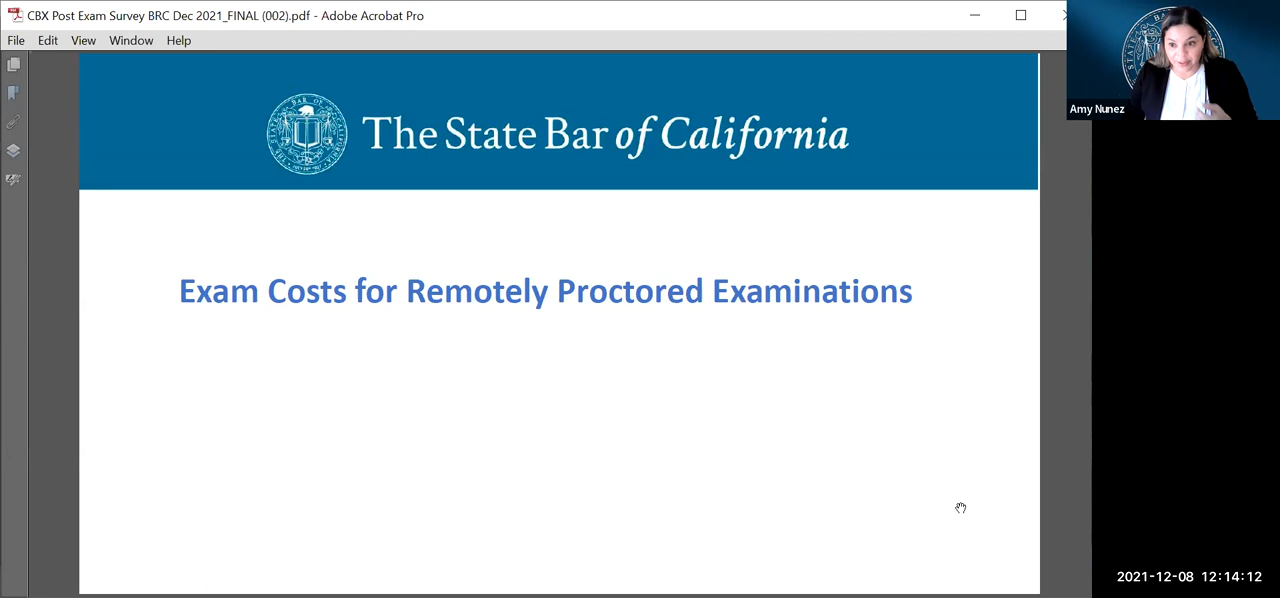 CBX Post Exam Survey BRC Dec 2021_FINAL (002).pdf - Adobe Acrobat Pro
File Edit View Window Help
Amy Nunez
The State Bar of California
Exam Costs for Remotely Proctored Examinations
2021-12-08 12:14:12